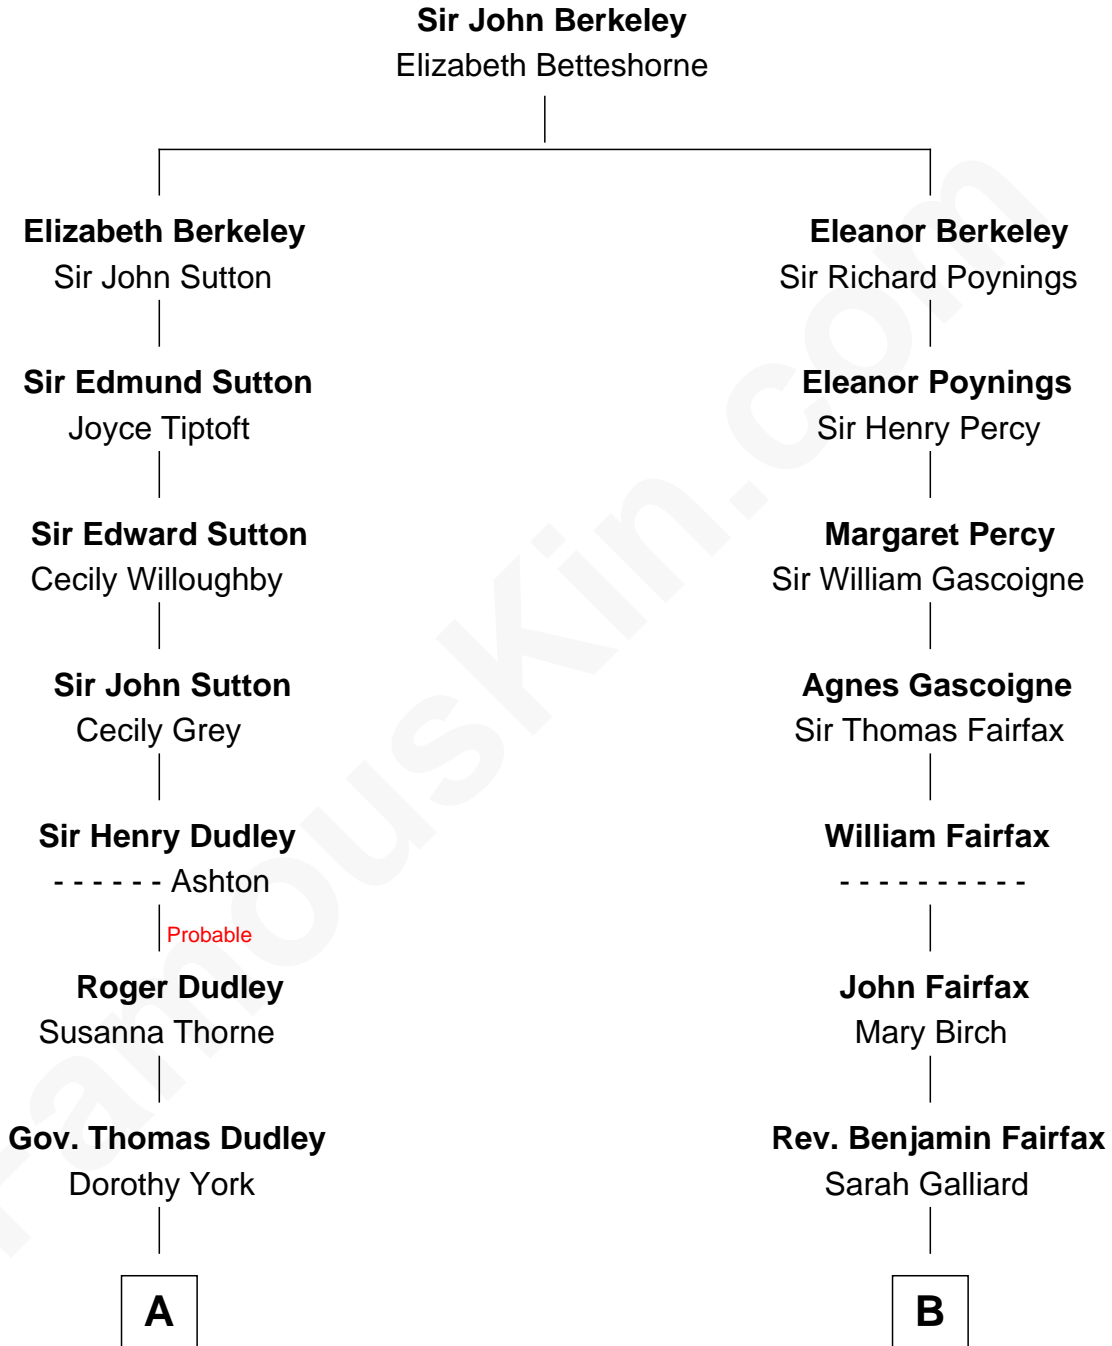 Sir John Berkeley
Elizabeth Betteshorne
Elizabeth Berkeley
Sir John Sutton
Sir Edmund Sutton
Joyce Tiptoft
Sir Edward Sutton
Cecily Willoughby
Sir John Sutton
Cecily Grey
Sir Henry Dudley
- - - - - - Ashton
Probable
Roger Dudley
Susanna Thorne
Gov. Thomas Dudley
Dorothy York
A
Eleanor Berkeley
Sir Richard Poynings
Eleanor Poynings
Sir Henry Percy
Margaret Percy
Sir William Gascoigne
Agnes Gascoigne
Sir Thomas Fairfax
William Fairfax
- - - - - - - - - -
John Fairfax
Mary Birch
Rev. Benjamin Fairfax
Sarah Galliard
B
FamousKin.com